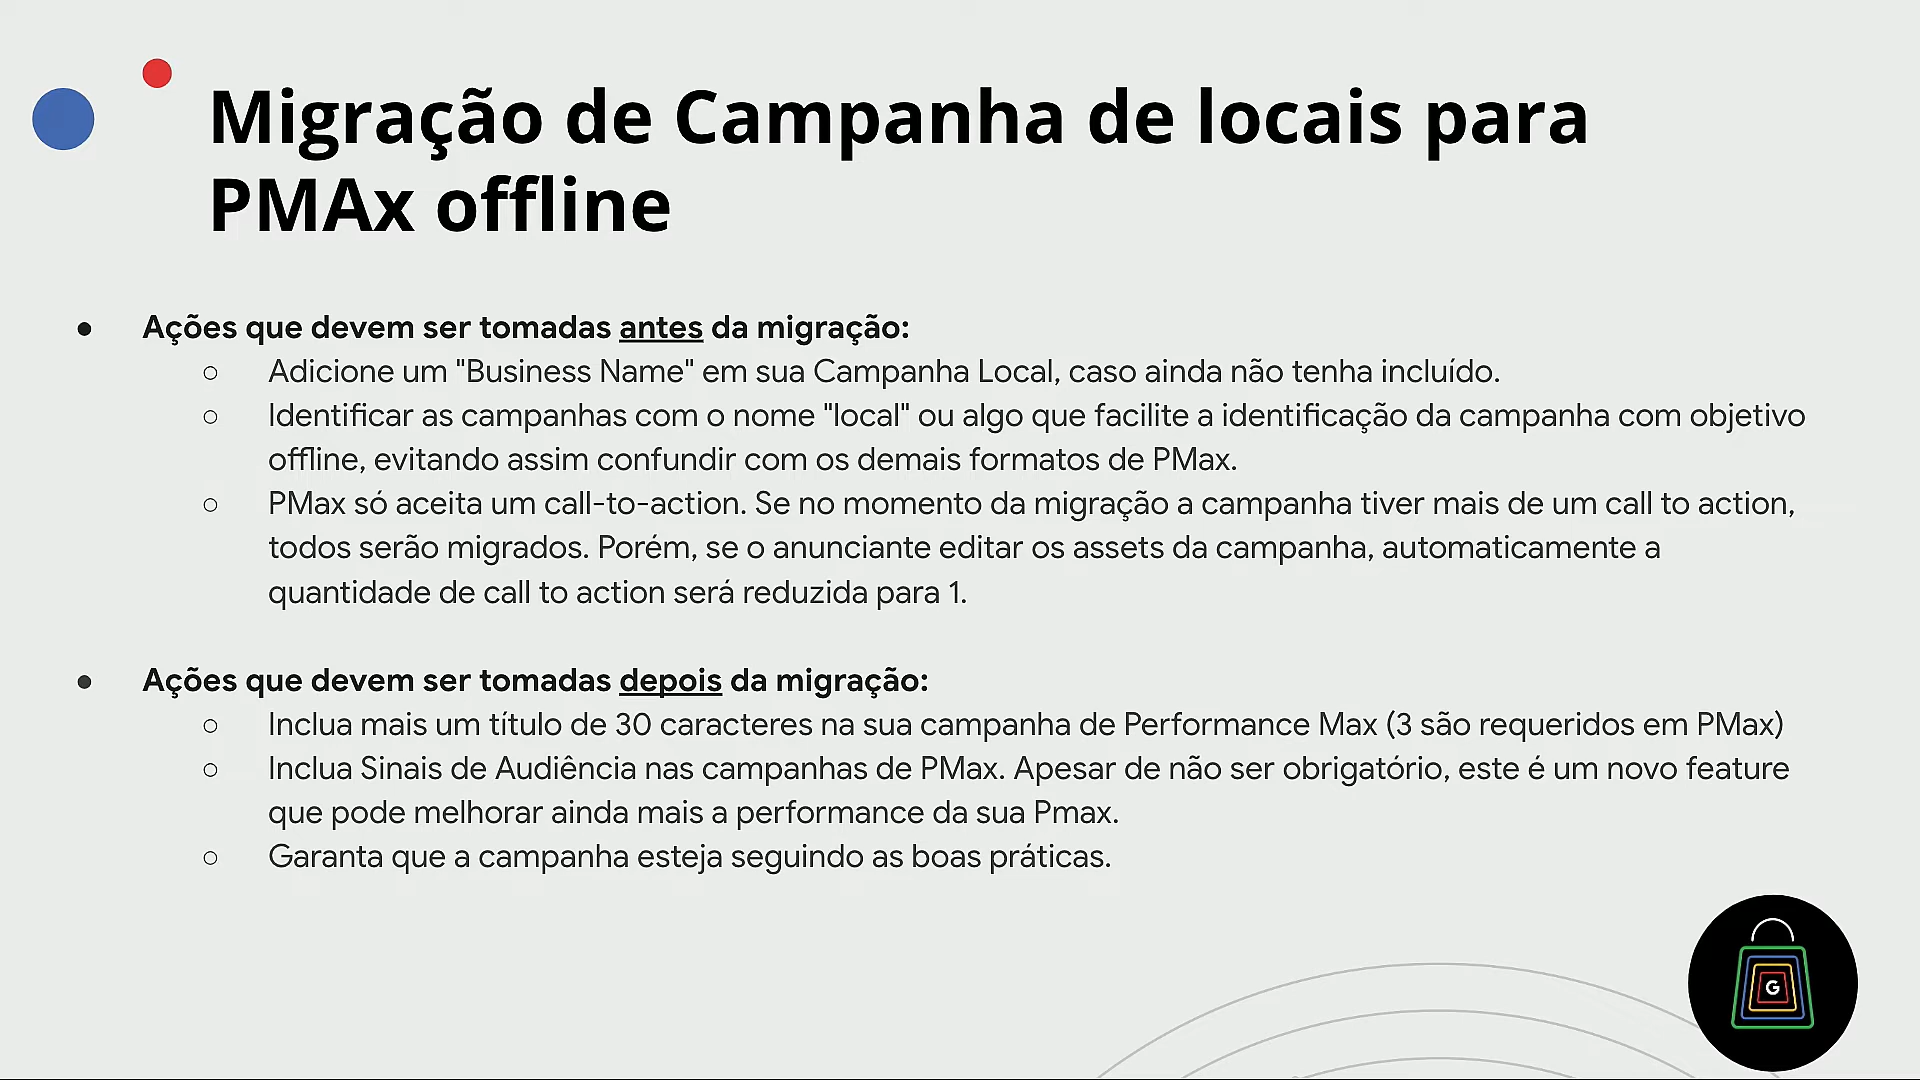 Migração de Campanha de locais para
PMAx offline
● Ações que devem ser tomadas antes da migração:
○ Adicione um "Business Name" em sua Campanha Local, caso ainda não tenha incluído.
○ Identificar as campanhas com o nome "local" ou algo que facilite a identificação da campanha com objetivo
offline, evitando assim confundir com os demais formatos de PMax.
○ PMax só aceita um call-to-action. Se no momento da migração a campanha tiver mais de um call to action,
todos serão migrados. Porém, se o anunciante editar os assets da campanha, automaticamente a
quantidade de call to action será reduzida para 1.
● Ações que devem ser tomadas depois da migração:
○ Inclua mais um título de 30 caracteres na sua campanha de Performance Max (3 são requeridos em PMax)
○ Inclua Sinais de Audiência nas campanhas de PMax. Apesar de não ser obrigatório, este é um novo feature
que pode melhorar ainda mais a performance da sua Pmax.
○ Garanta que a campanha esteja seguindo as boas práticas.
G